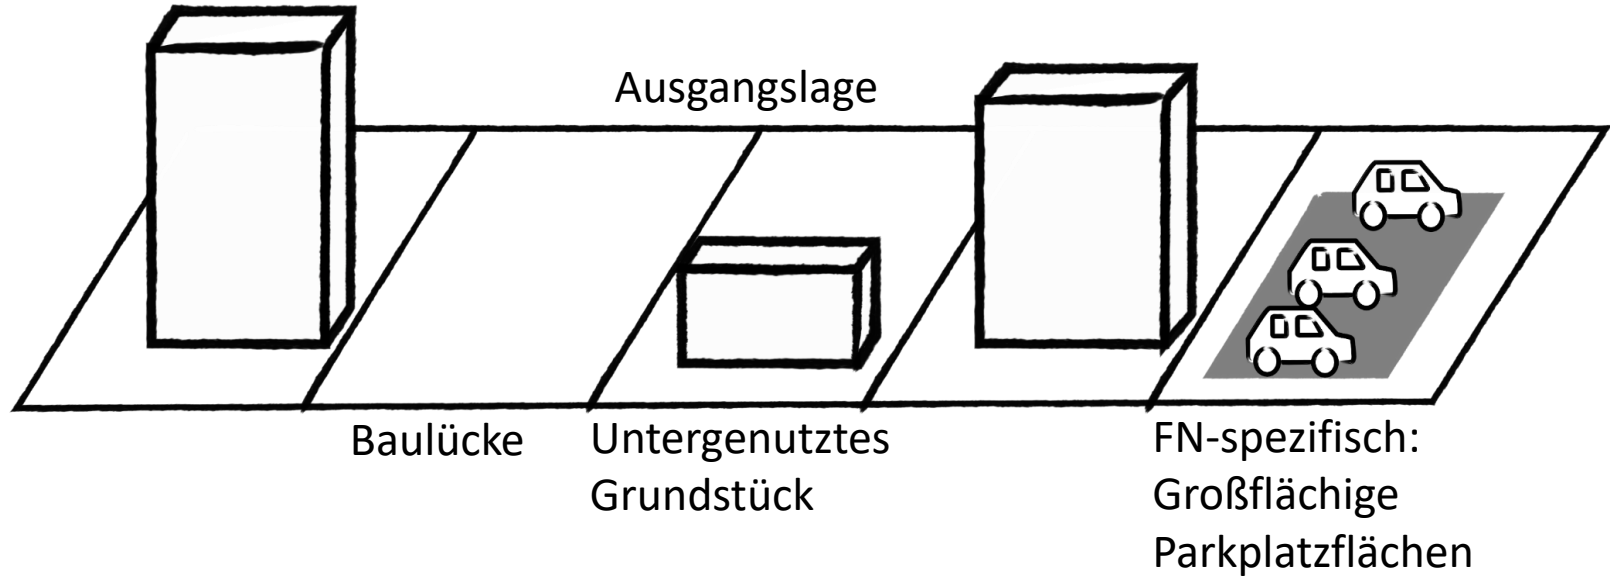 Ausgangslage
Baulücke
Untergenutztes
Grundstück
FN-spezifisch:
Großflächige
Parkplatzflächen